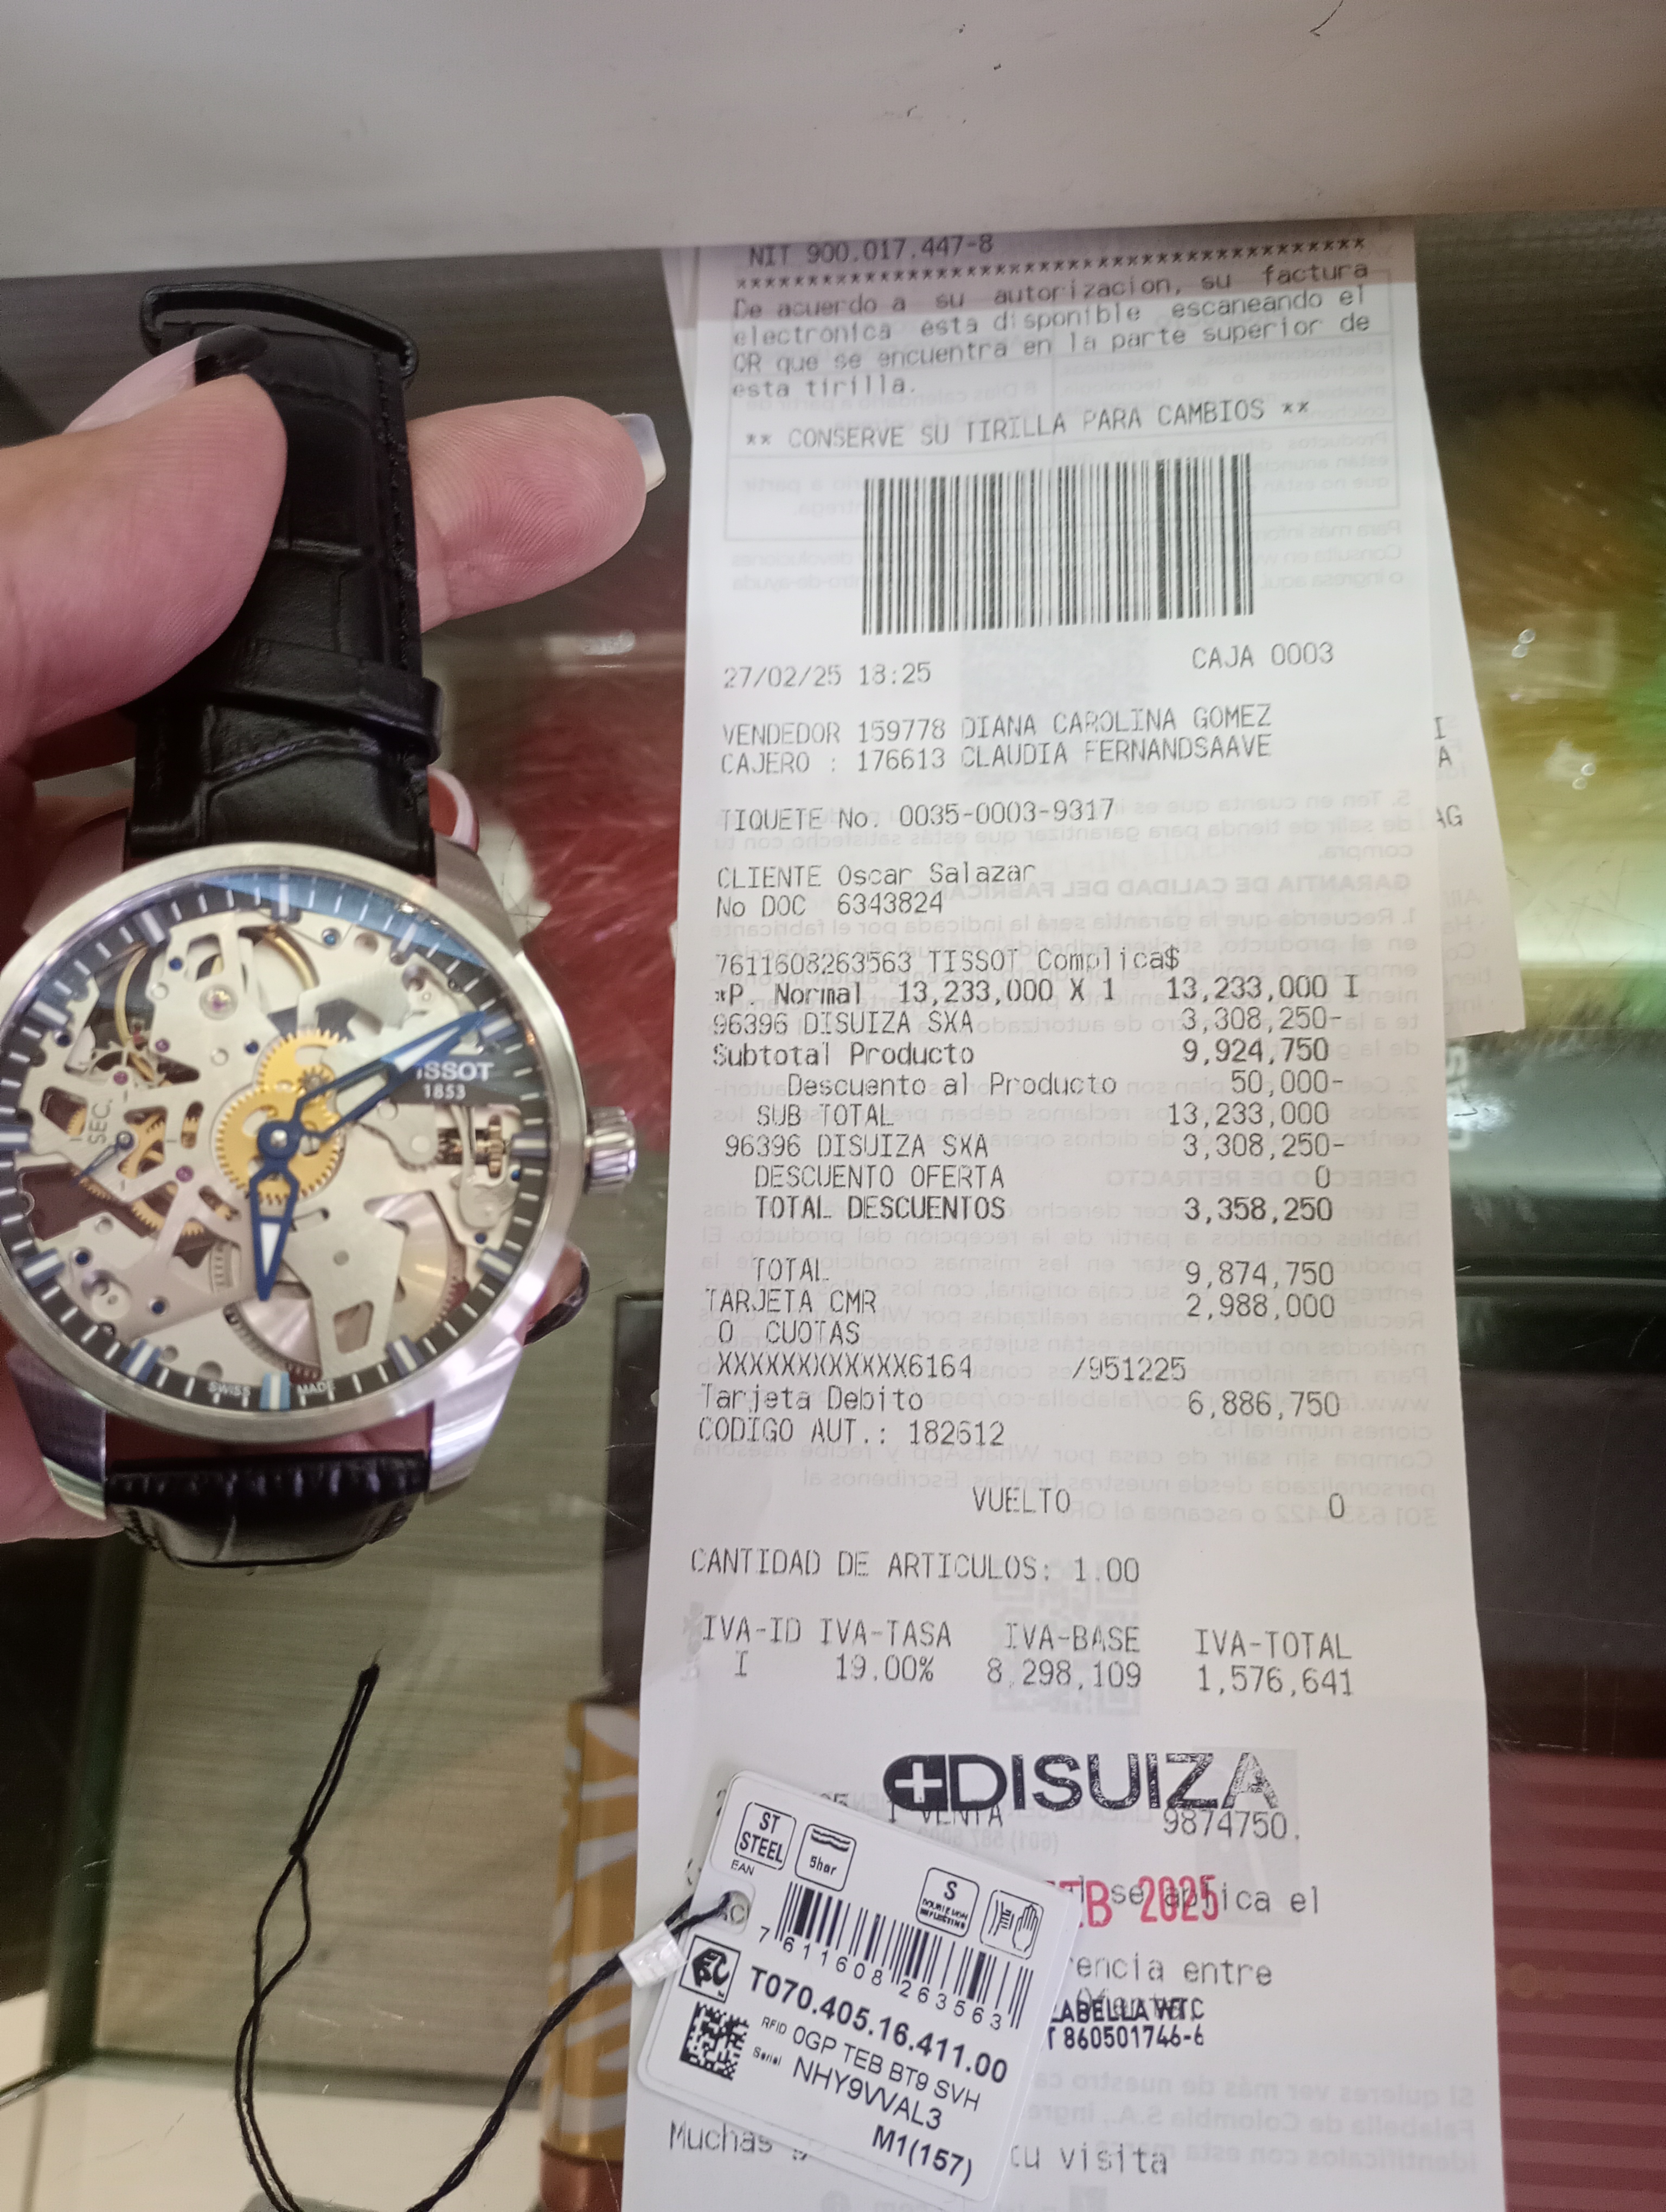 NIT 900.017.447-8
******************************************
De acuerdo a su autorizacion, su factura
electronica esta disponible escaneando el
QR que se encuentra en la parte superior de
esta tirilla.
** CONSERVE SU TIRILLA PARA CAMBIOS **
27/02/25 18:25 CAJA 0003
VENDEDOR 159778 DIANA CAROLINA GOMEZ
CAJERO : 176613 CLAUDIA FERNANDSAAVE
TIQUETE No. 0035-0003-9317
CLIENTE Oscar Salazar
No DOC 6343824
7611608263563 TISSOT Complica$
*P. Normal 13,233,000 X 1 13,233,000 I
96396 DISUIZA SXA 3,308,250-
Subtotal Producto 9,924,750
Descuento al Producto 50,000-
SUB TOTAL 13,233,000
96396 DISUIZA SXA 3,308,250-
DESCUENTO OFERTA 0
TOTAL DESCUENTOS 3,358,250
TOTAL 9,874,750
TARJETA CMR 2,988,000
0 CUOTAS
XXXXXXXXXXXX6164 /951225
Tarjeta Debito 6,886,750
CODIGO AUT.: 182612
VUELTO 0
CANTIDAD DE ARTICULOS: 1.00
IVA-ID IVA-TASA IVA-BASE IVA-TOTAL
I 19.00% 8,298,109 1,576,641
DISUIZA
VENTA 9874750.
2025
se aplica el
entre
WTC
860501746-6
Muchas tu visita
TISSOT
1853
SEC.
SWISS MADE
ST
STEEL
5bar
EAN
S
7611608263563
T070.405.16.411.00
RFID 0GP TEB BT9 SVH
Serial NHY9VVAL3
M1(157)